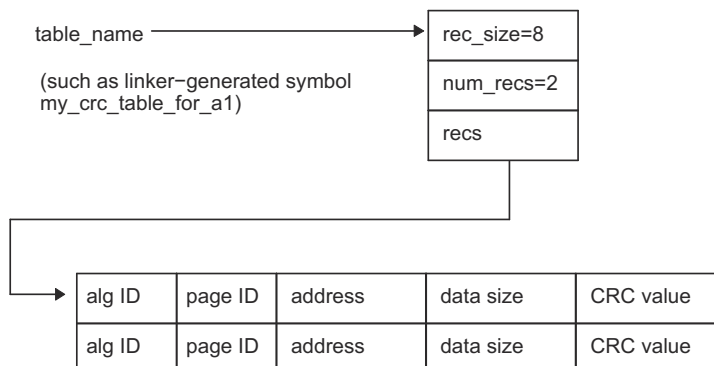 table_name
rec_size=8
(such as linker−generated symbol
my_crc_table_for_a1)
num_recs=2
recs
alg ID page ID address data size CRC value
alg ID page ID address data size CRC value